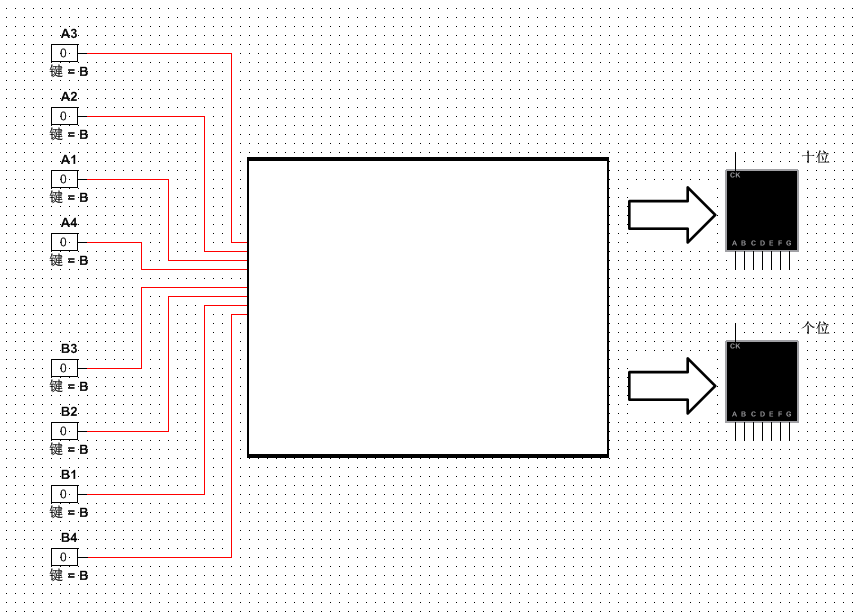 A3
0
键 = B
A2
0
键 = B
A1
0
键 = B
A4
0
键 = B
B3
0
键 = B
B2
0
键 = B
B1
0
键 = B
B4
0
键 = B
十位
CK
A B C D E F G
个位
CK
A B C D E F G